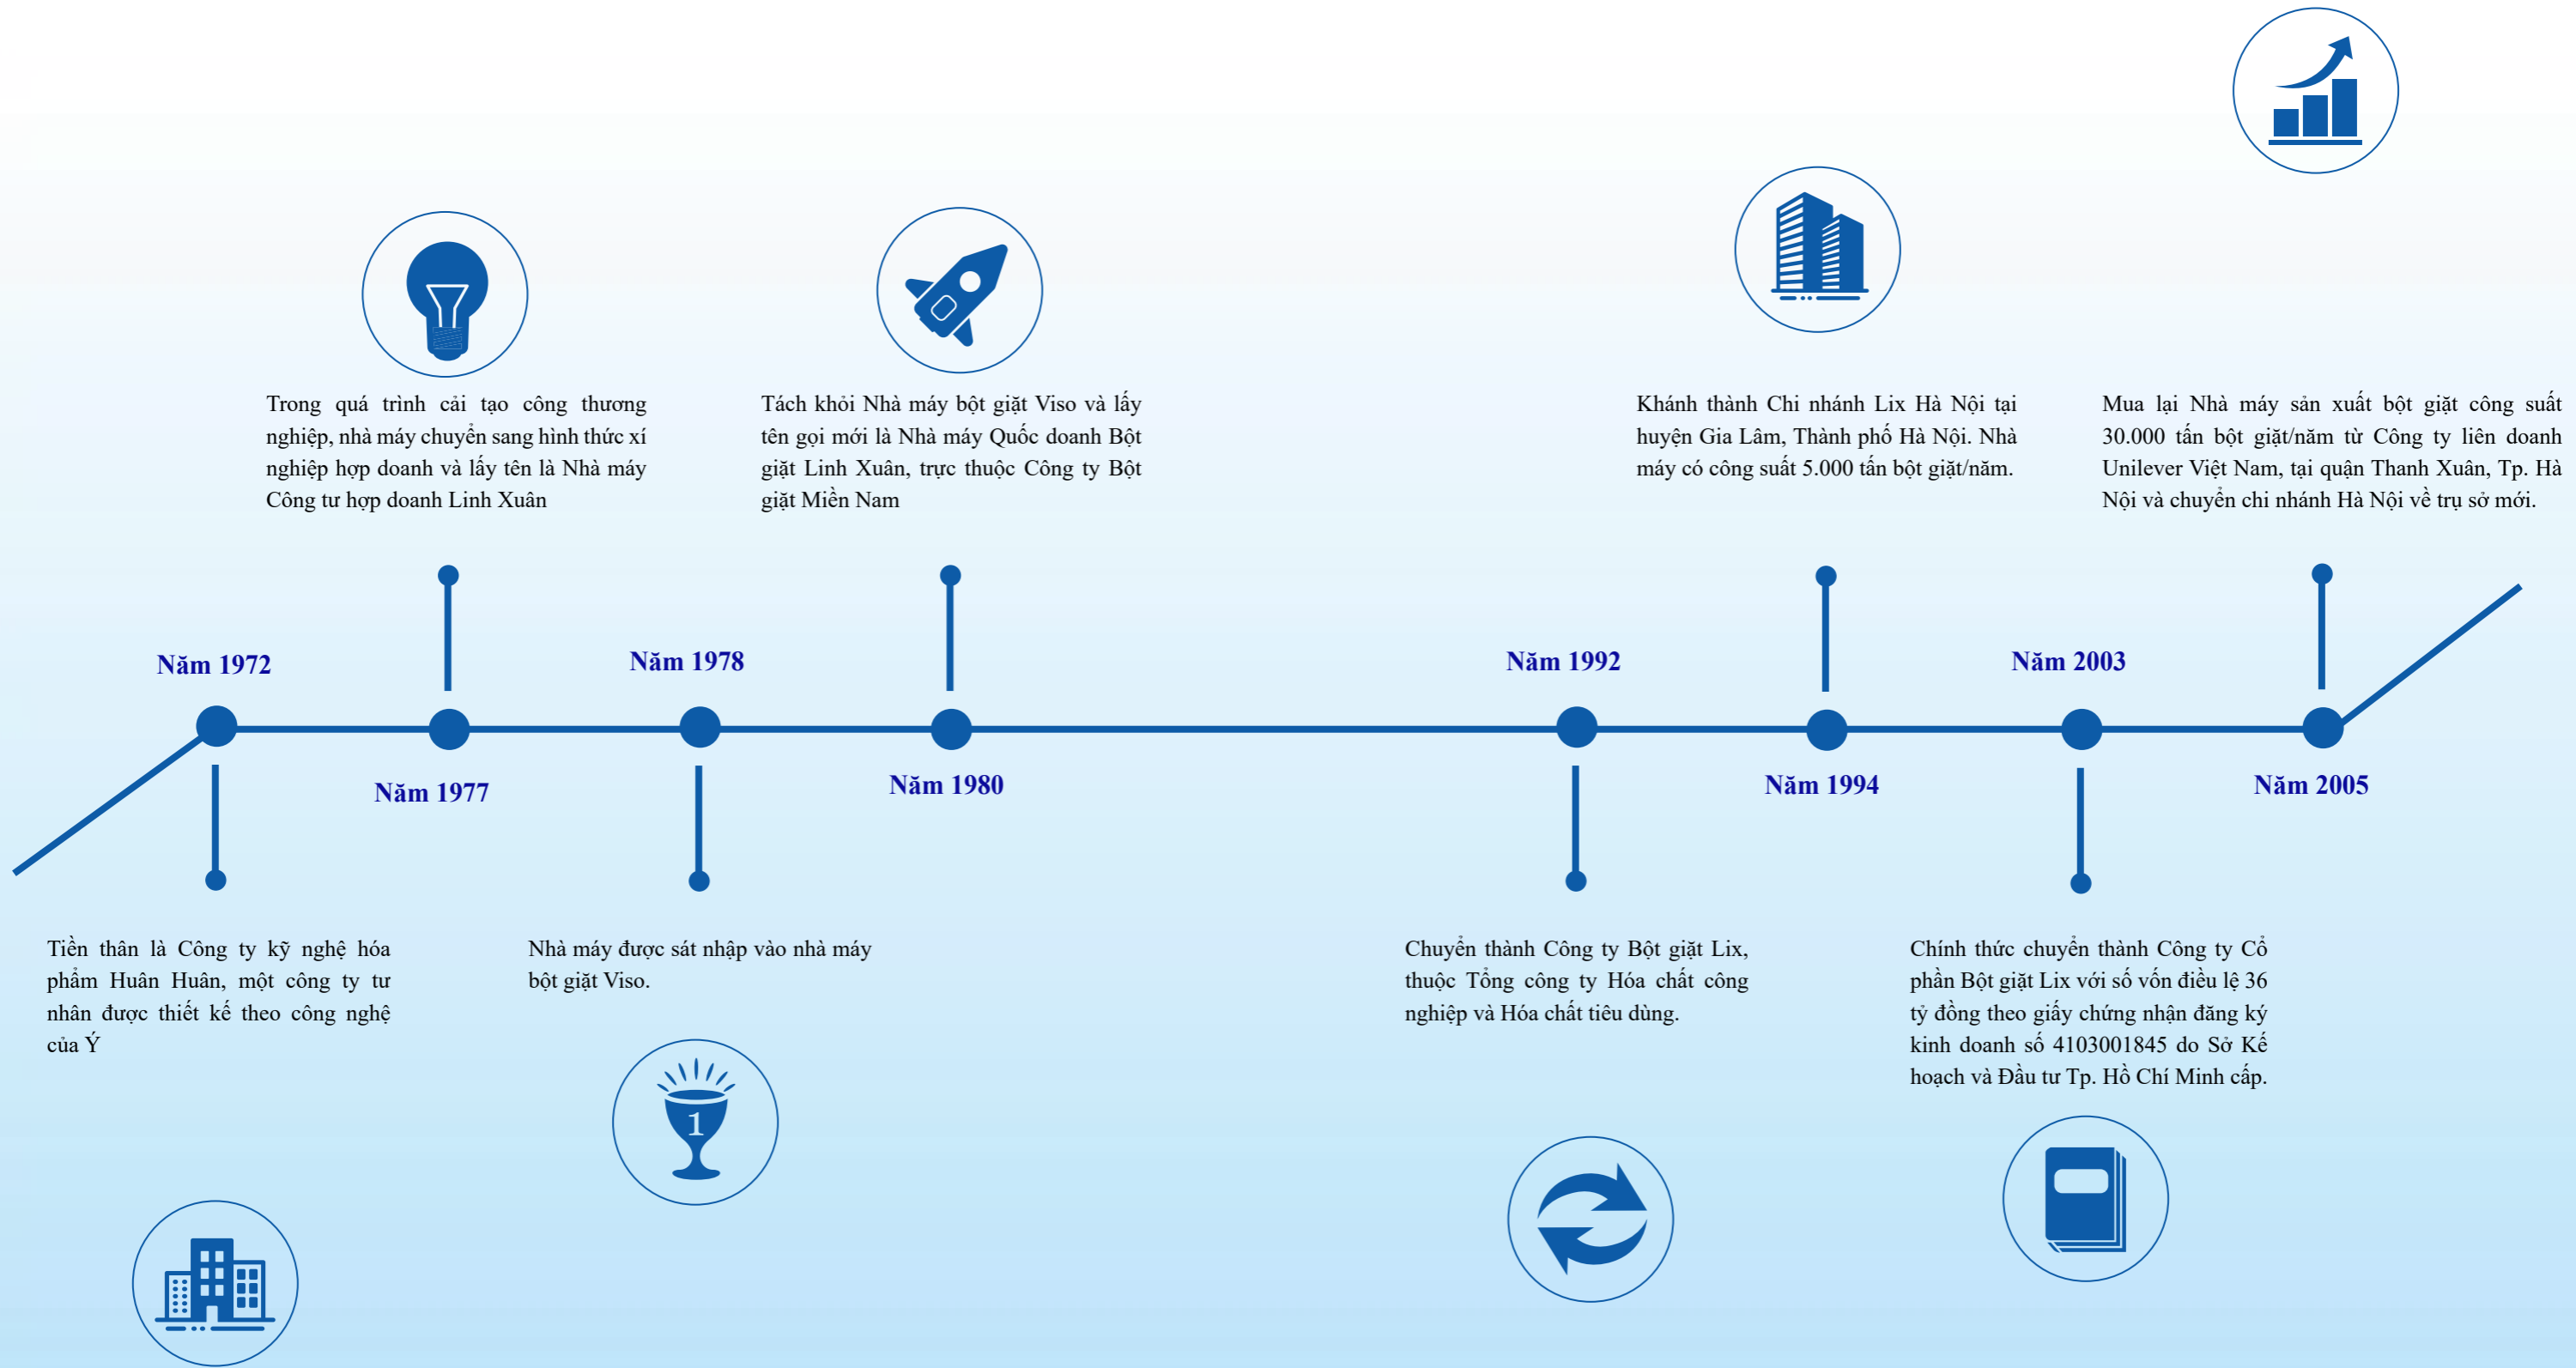 Trong quá trình cải tạo công thương
nghiệp, nhà máy chuyển sang hình thức xí
nghiệp hợp doanh và lấy tên là Nhà máy
Công tư hợp doanh Linh Xuân
Tách khỏi Nhà máy bột giặt Viso và lấy
tên gọi mới là Nhà máy Quốc doanh Bột
giặt Linh Xuân, trực thuộc Công ty Bột
giặt Miền Nam
Khánh thành Chi nhánh Lix Hà Nội tại
huyện Gia Lâm, Thành phố Hà Nội. Nhà
máy có công suất 5.000 tấn bột giặt/năm.
Mua lại Nhà máy sản xuất bột giặt công suất
30.000 tấn bột giặt/năm từ Công ty liên doanh
Unilever Việt Nam, tại quận Thanh Xuân, Tp. Hà
Nội và chuyển chi nhánh Hà Nội về trụ sở mới.
Năm 1972
Năm 1978
Năm 1992
Năm 2003
Năm 1977
Năm 1980
Năm 1994
Năm 2005
Tiền thân là Công ty kỹ nghệ hóa
phẩm Huân Huân, một công ty tư
nhân được thiết kế theo công nghệ
của Ý
Nhà máy được sát nhập vào nhà máy
bột giặt Viso.
Chuyển thành Công ty Bột giặt Lix,
thuộc Tổng công ty Hóa chất công
nghiệp và Hóa chất tiêu dùng.
Chính thức chuyển thành Công ty Cổ
phần Bột giặt Lix với số vốn điều lệ 36
tỷ đồng theo giấy chứng nhận đăng ký
kinh doanh số 4103001845 do Sở Kế
hoạch và Đầu tư Tp. Hồ Chí Minh cấp.
1